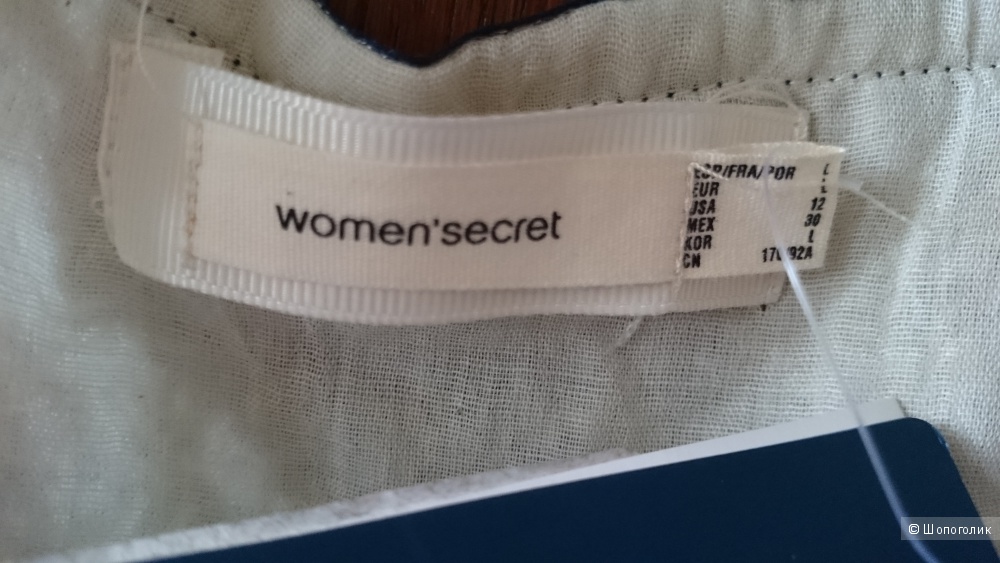 women'secret
ESP/FRA/POR L
EUR L
USA 12
MEX 30
KOR L
CN 170/92A
© Шопоголик